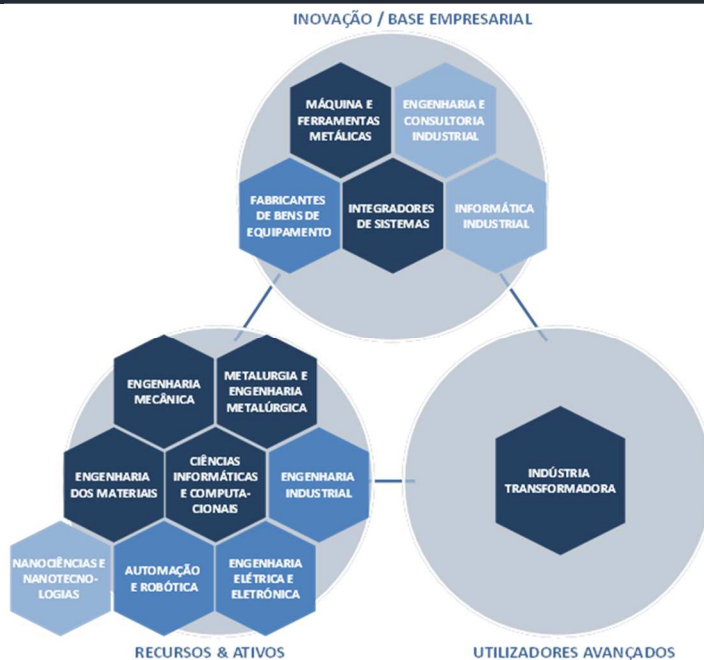 INOVAÇÃO / BASE EMPRESARIAL
MÁQUINA E
FERRAMENTAS
METÁLICAS
ENGENHARIA E
CONSULTORIA
INDUSTRIAL
FABRICANTES
DE BENS DE
EQUIPAMENTO
INTEGRADORES
DE SISTEMAS
INFORMÁTICA
INDUSTRIAL
ENGENHARIA
MECÂNICA
METALURGIA E
ENGENHARIA
METALÚRGICA
ENGENHARIA
DOS MATERIAIS
CIÊNCIAS
INFORMÁTICAS
E COMPUTA-
CIONAIS
ENGENHARIA
INDUSTRIAL
NANOCIÊNCIAS E
NANOTECNO-
LOGIAS
AUTOMAÇÃO
E ROBÓTICA
ENGENHARIA
ELÉTRICA E
ELETRÓNICA
INDÚSTRIA
TRANSFORMADORA
RECURSOS & ATIVOS
UTILIZADORES AVANÇADOS